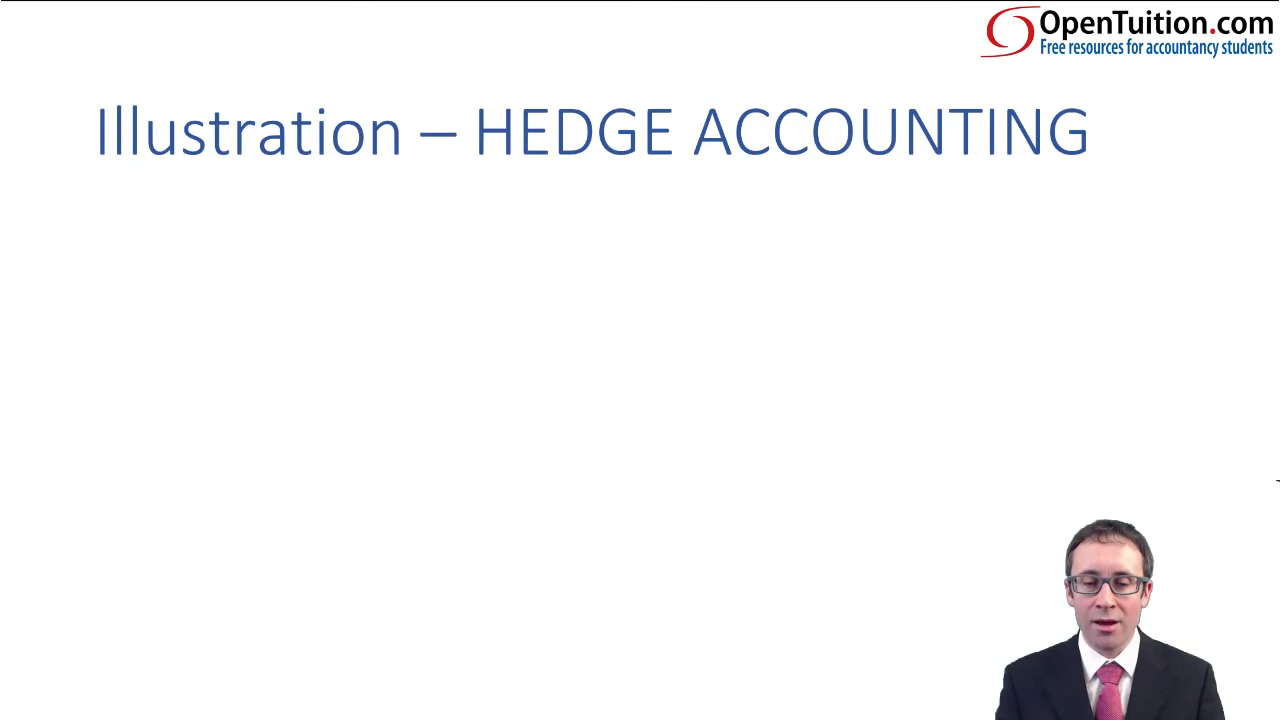 OpenTuition.com
Free resources for accountancy students
Illustration – HEDGE ACCOUNTING